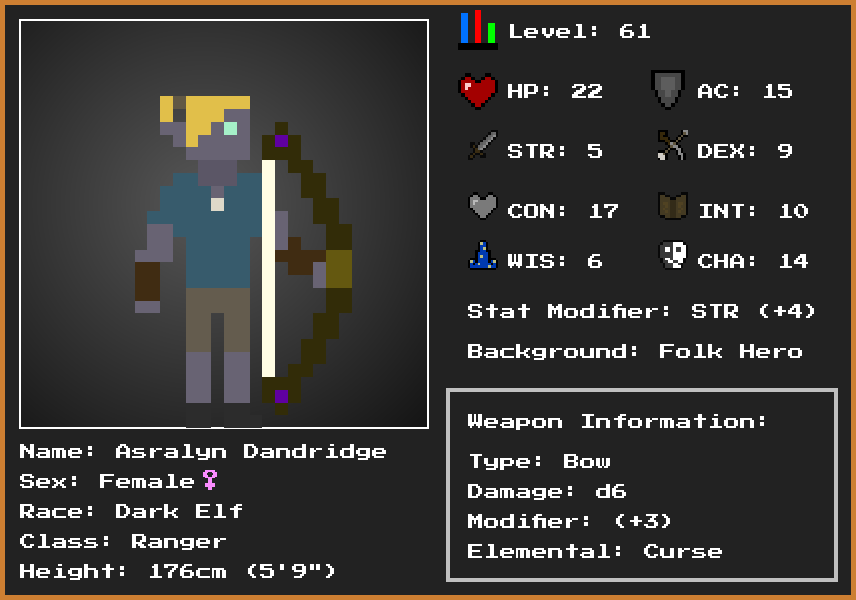 Level: 61
HP: 22 AC: 15
STR: 5 DEX: 9
CON: 17 INT: 10
WIS: 6 CHA: 14
Stat Modifier: STR (+4)
Background: Folk Hero
Weapon Information:
Type: Bow
Damage: d6
Modifier: (+3)
Elemental: Curse
Name: Asralyn Dandridge
Sex: Female♀
Race: Dark Elf
Class: Ranger
Height: 176cm (5'9")